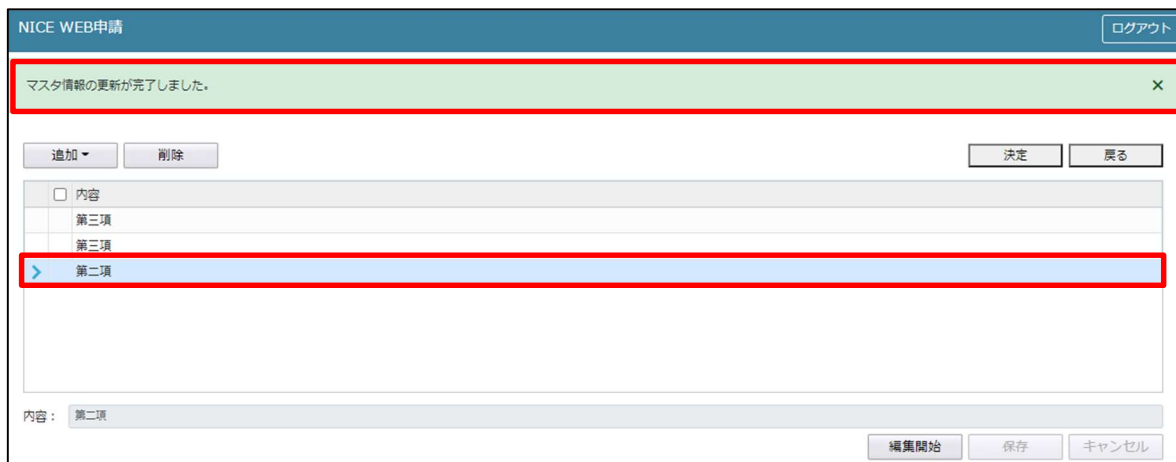 NICE WEB申請 ログアウト
マスタ情報の更新が完了しました。 ×
追加 削除 決定 戻る
内容
第三項
第三項
第二項
内容： 第二項
編集開始 保存 キャンセル